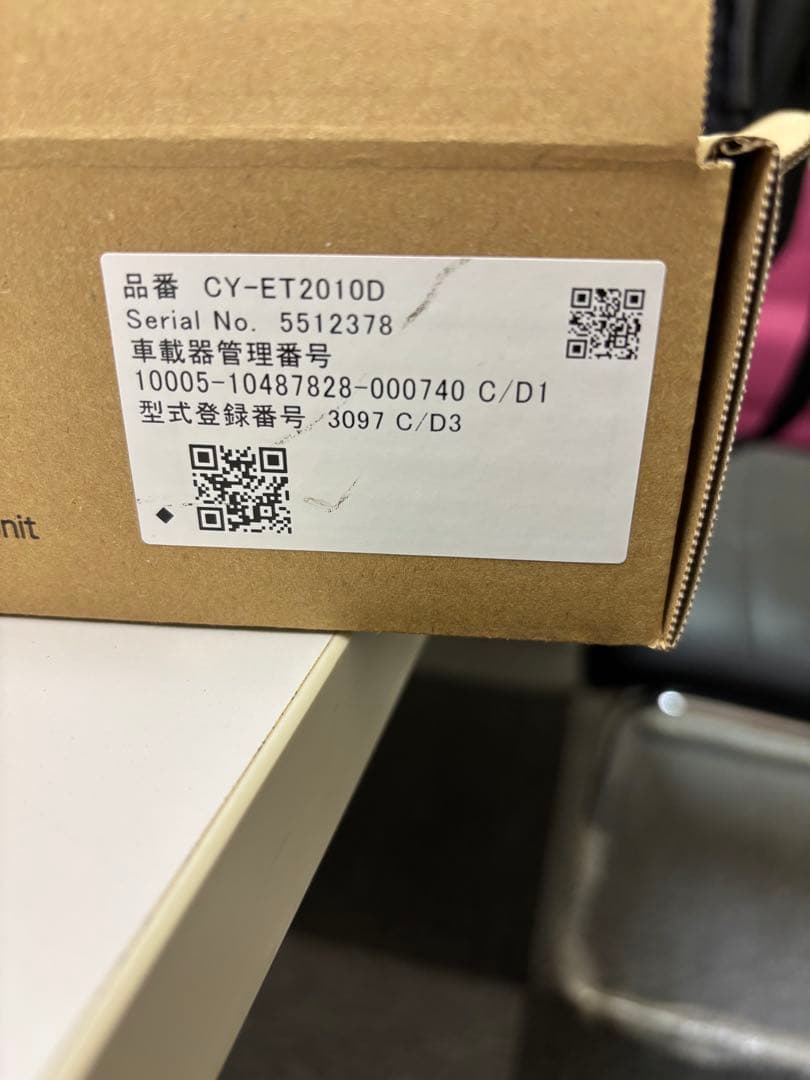 品番 CY-ET2010D
Serial No. 5512378
車載器管理番号
10005-10487828-000740 C/D1
型式登録番号 3097 C/D3
nit